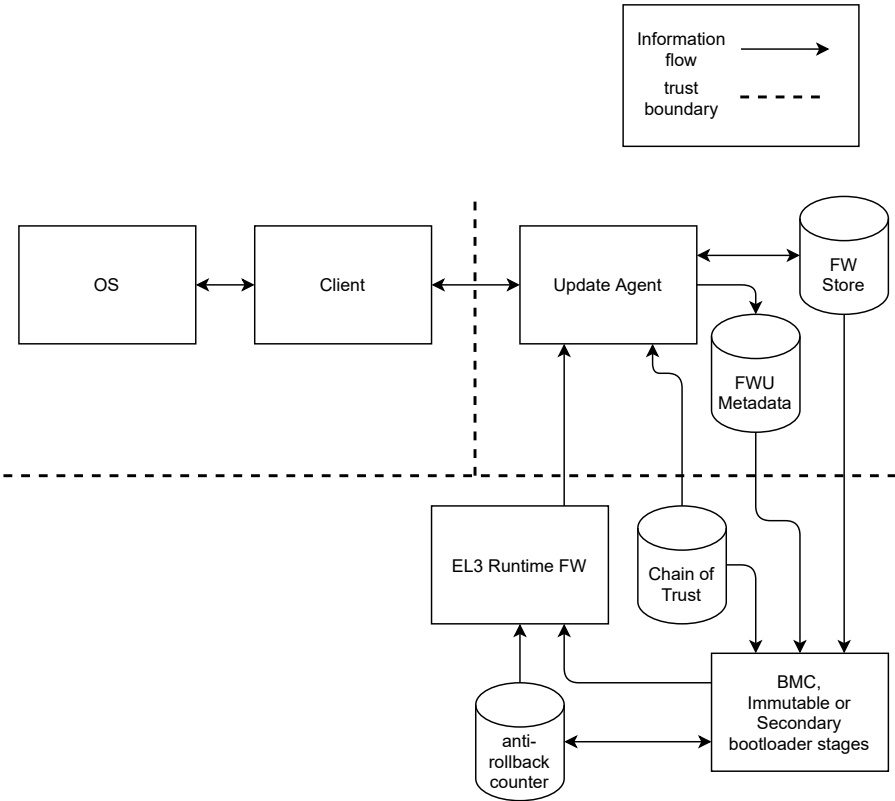 Information
flow
trust
boundary
OS
Client
Update Agent
FW
Store
FWU
Metadata
EL3 Runtime FW
Chain of
Trust
BMC,
Immutable or
Secondary
bootloader stages
anti-
rollback
counter